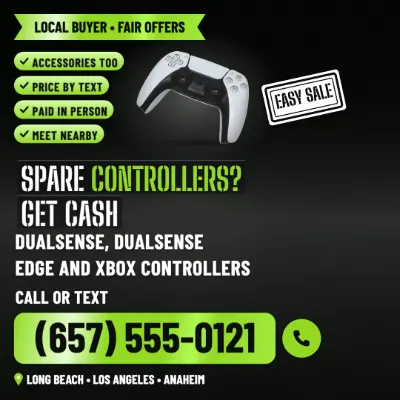 LOCAL BUYER • FAIR OFFERS
ACCESSORIES TOO
PRICE BY TEXT
PAID IN PERSON
MEET NEARBY
EASY SALE
SPARE CONTROLLERS?
GET CASH
DUALSENSE, DUALSENSE
EDGE AND XBOX CONTROLLERS
CALL OR TEXT
(657) 555-0121
LONG BEACH • LOS ANGELES • ANAHEIM